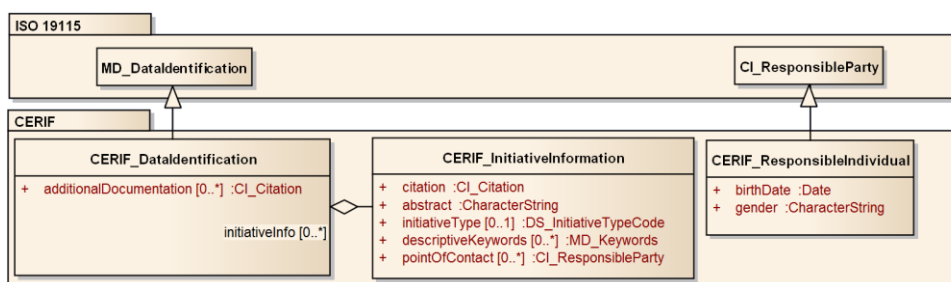 ISO 19115
MD_DataIdentification
CI_ResponsibleParty
CERIF
CERIF_DataIdentification
+ additionalDocumentation [0..*] :CI_Citation
initiativeInfo [0..*]
CERIF_InitiativeInformation
+ citation :CI_Citation
+ abstract :CharacterString
+ initiativeType [0..1] :DS_InitiativeTypeCode
+ descriptiveKeywords [0..*] :MD_Keywords
+ pointOfContact [0..*] :CI_ResponsibleParty
CERIF_ResponsibleIndividual
+ birthDate :Date
+ gender :CharacterString